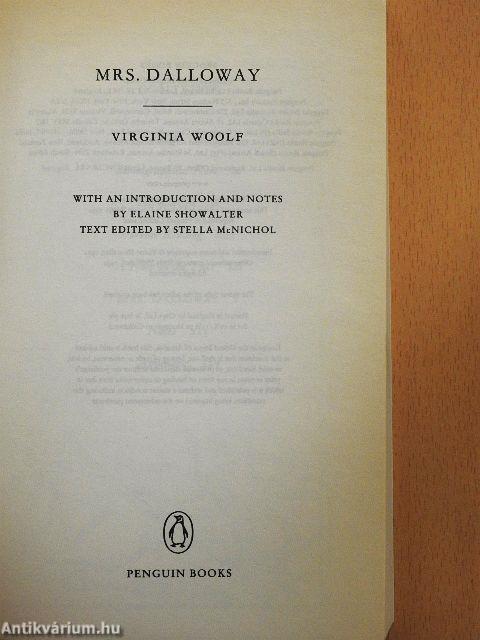 MRS. DALLOWAY
VIRGINIA WOOLF
WITH AN INTRODUCTION AND NOTES
BY ELAINE SHOWALTER
TEXT EDITED BY STELLA McNICHOL
PENGUIN BOOKS
Antikvárium.hu